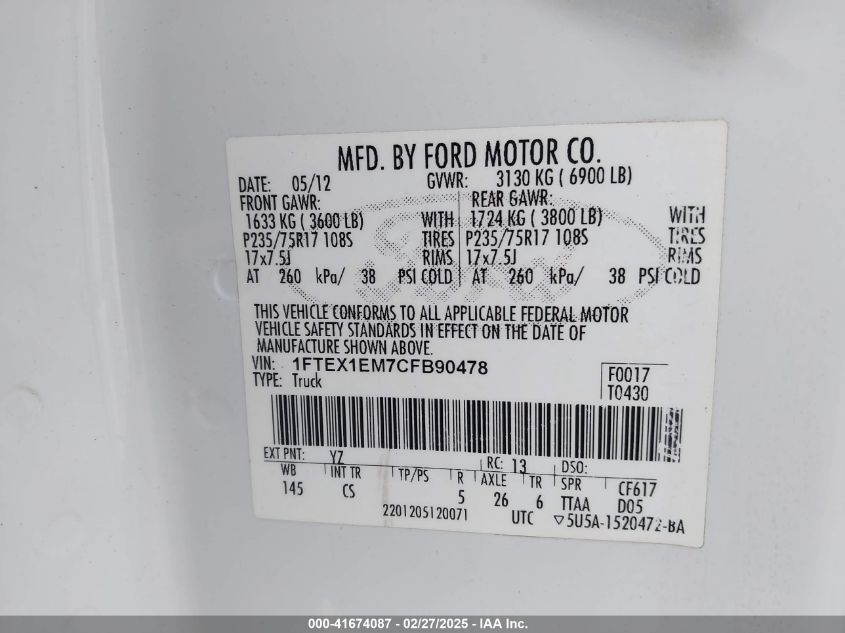 MFD. BY FORD MOTOR CO.
DATE: 05/12 GVWR: 3130 KG ( 6900 LB)
FRONT GAWR: REAR GAWR:
1633 KG ( 3600 LB) WITH 1724 KG ( 3800 LB) WITH
P235/75R17 108S TIRES P235/75R17 108S TIRES
17x7.5J RIMS 17x7.5J RIMS
AT 260 kPa/ 38 PSI COLD AT 260 kPa/ 38 PSI COLD
THIS VEHICLE CONFORMS TO ALL APPLICABLE FEDERAL MOTOR
VEHICLE SAFETY STANDARDS IN EFFECT ON THE DATE OF
MANUFACTURE SHOWN ABOVE.
VIN: 1FTEX1EM7CFB90478 F0017
TYPE: Truck T0430
EXT PNT: YZ RC: 13 DSO:
WB INT TR TP/PS R AXLE TR SPR CF617
145 CS 5 26 6 TTAA D05
2201205120071 UTC ▽5U5A-1520472-BA
000-41674087 - 02/27/2025 - IAA Inc.